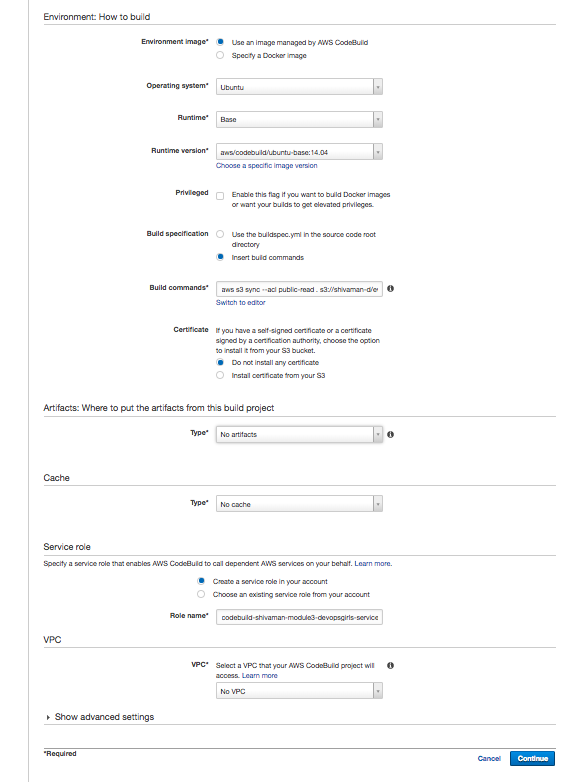 Environment: How to build
Environment image* Use an image managed by AWS CodeBuild
Specify a Docker image
Operating system* Ubuntu
Runtime* Base
Runtime version* aws/codebuild/ubuntu-base:14.04
Choose a specific image version
Privileged Enable this flag if you want to build Docker images
or want your builds to get elevated privileges.
Build specification Use the buildspec.yml in the source code root
directory
Insert build commands
Build commands* aws s3 sync --acl public-read . s3://shivaman-d/e
Switch to editor
Certificate If you have a self-signed certificate or a certificate
signed by a certification authority, choose the option
to install it from your S3 bucket.
Do not install any certificate
Install certificate from your S3
Artifacts: Where to put the artifacts from this build project
Type* No artifacts
Cache
Type* No cache
Service role
Specify a service role that enables AWS CodeBuild to call dependent AWS services on your behalf. Learn more.
Create a service role in your account
Choose an existing service role from your account
Role name* codebuild-shivaman-module3-devopsgirls-service
VPC
VPC* Select a VPC that your AWS CodeBuild project will
access. Learn more
No VPC
Show advanced settings
*Required
Cancel Continue